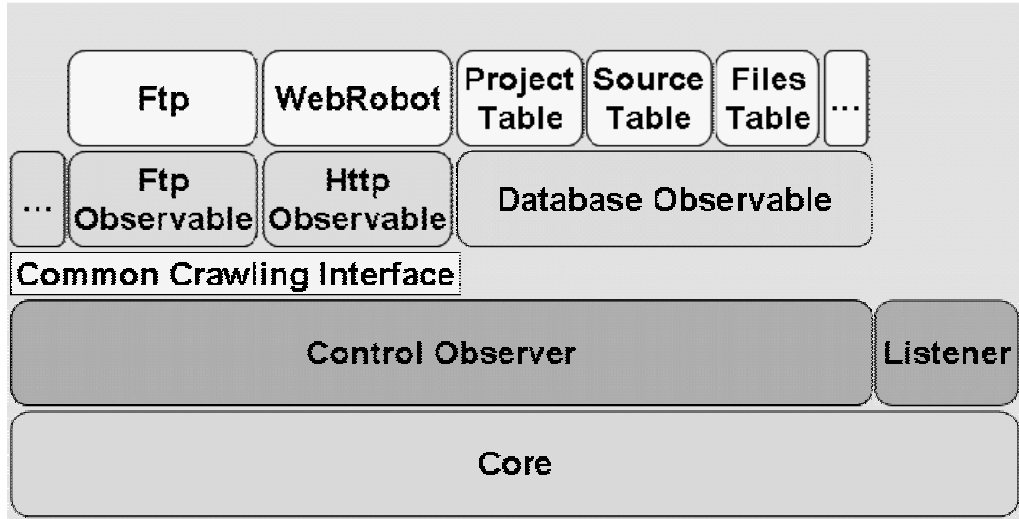 Ftp
WebRobot
Project
Table
Source
Table
Files
Table
...
...
Ftp
Observable
Http
Observable
Database Observable
Common Crawling Interface
Control Observer
Listener
Core